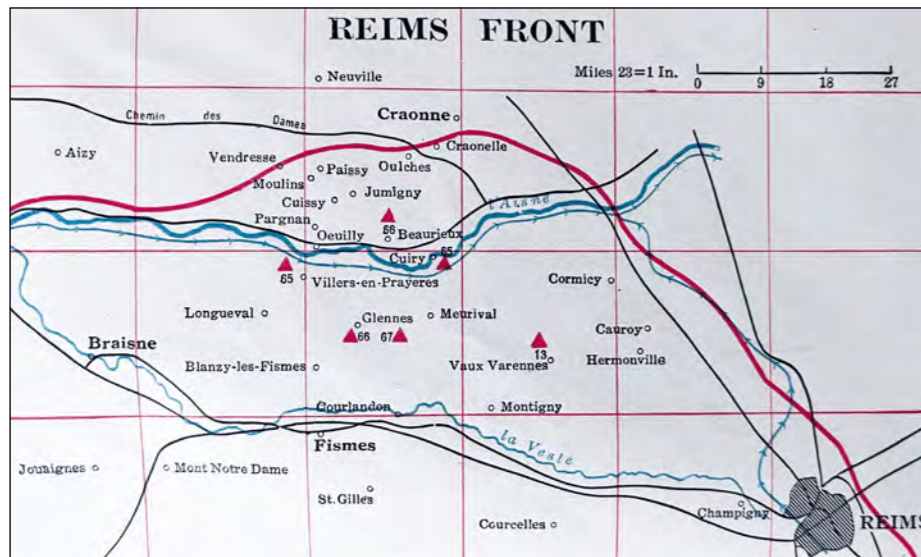 REIMS FRONT
Miles 23=1 In.
0 9 18 27
Neuville
Chemin des Dames
Craonne
Aizy
Craonelle
Vendresse
Paissy
Oulches
Moulins
Jumigny
Cuissy
l'Aisne
Pargnan
66
Beaurieux
Oeuilly
Cuiry
65
65
Villers-en-Prayeres
Cormicy
Longueval
Glennes
Meurival
Cauroy
66
67
13
Braisne
Hermonville
Blanzy-les-Fismes
Vaux Varennes
Courlandon
Montigny
Fismes
la Vesle
Jouaignes
Mont Notre Dame
St. Gilles
Champigny
Courcelles
REIMS